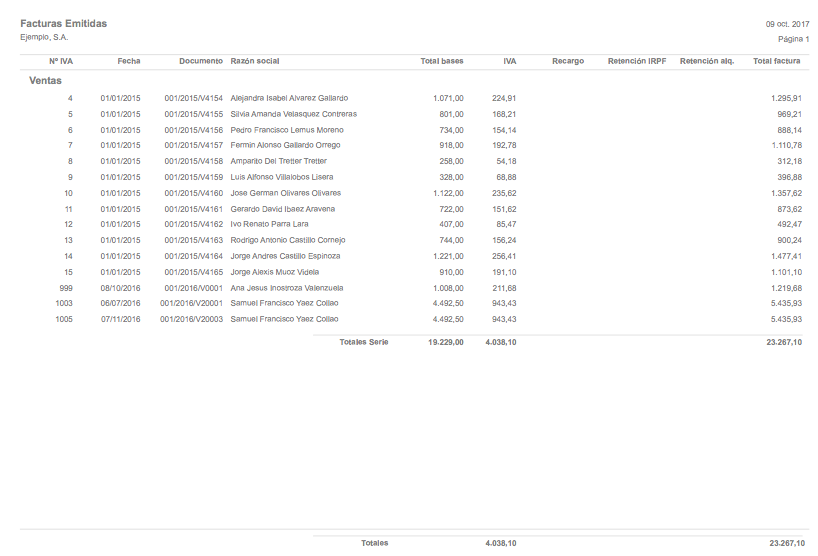 Facturas Emitidas 09 oct. 2017
Ejemplo, S.A. Página 1
Nº IVA Fecha Documento Razón social Total bases IVA Recargo Retención IRPF Retención alq. Total factura
Ventas
4 01/01/2015 001/2015/V4154 Alejandra Isabel Alvarez Gallardo 1.071,00 224,91 1.295,91
5 01/01/2015 001/2015/V4155 Silvia Amanda Velasquez Contreras 801,00 168,21 969,21
6 01/01/2015 001/2015/V4156 Pedro Francisco Lemus Moreno 734,00 154,14 888,14
7 01/01/2015 001/2015/V4157 Fermin Alonso Gallardo Orrego 918,00 192,78 1.110,78
8 01/01/2015 001/2015/V4158 Amparito Del Tretter Tretter 258,00 54,18 312,18
9 01/01/2015 001/2015/V4159 Luis Alfonso Villalobos Lisera 328,00 68,88 396,88
10 01/01/2015 001/2015/V4160 Jose German Olivares Olivares 1.122,00 235,62 1.357,62
11 01/01/2015 001/2015/V4161 Gerardo David Ibaez Aravena 722,00 151,62 873,62
12 01/01/2015 001/2015/V4162 Ivo Renato Parra Lara 407,00 85,47 492,47
13 01/01/2015 001/2015/V4163 Rodrigo Antonio Castillo Cornejo 744,00 156,24 900,24
14 01/01/2015 001/2015/V4164 Jorge Andres Castillo Espinoza 1.221,00 256,41 1.477,41
15 01/01/2015 001/2015/V4165 Jorge Alexis Muoz Videla 910,00 191,10 1.101,10
999 08/10/2016 001/2016/V0001 Ana Jesus Inostroza Valenzuela 1.008,00 211,68 1.219,68
1003 06/07/2016 001/2016/V20001 Samuel Francisco Yaez Collao 4.492,50 943,43 5.435,93
1005 07/11/2016 001/2016/V20003 Samuel Francisco Yaez Collao 4.492,50 943,43 5.435,93
Totales Serie 19.229,00 4.038,10 23.267,10
Totales 4.038,10 23.267,10